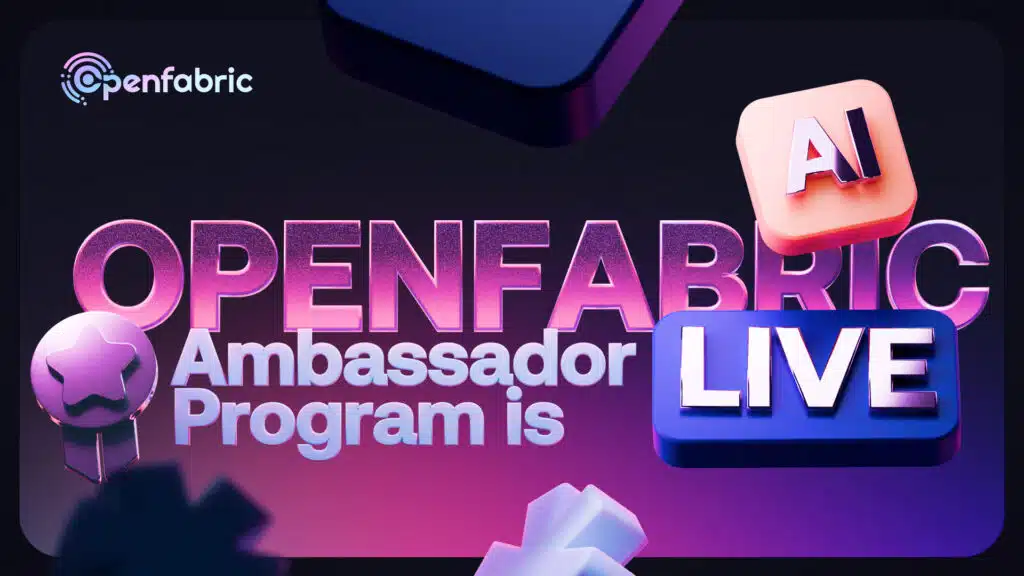 Openfabric
AI
OPENFABRIC
Ambassador
Program is
LIVE